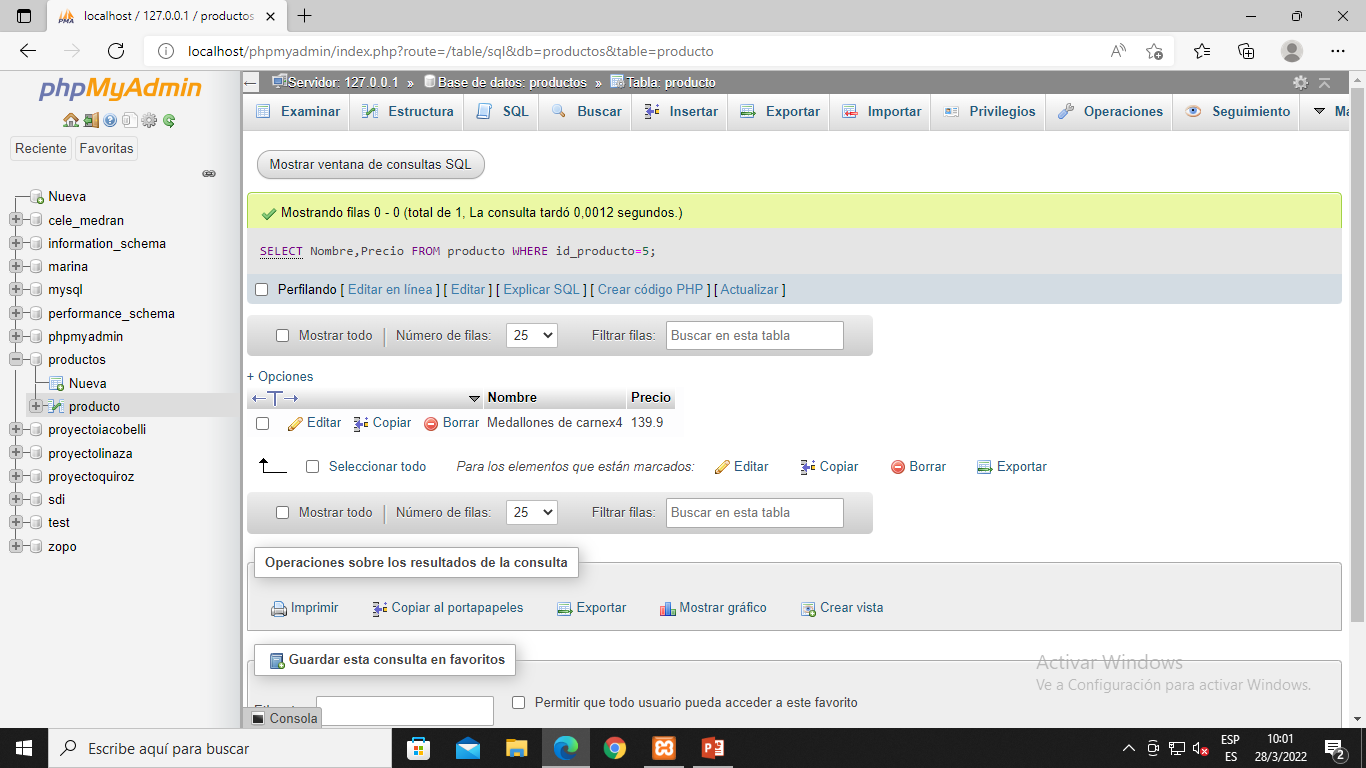 localhost / 127.0.0.1 / productos
localhost/phpmyadmin/index.php?route=/table/sql&db=productos&table=producto
phpMyAdmin
Reciente Favoritas
Nueva
cele_medran
information_schema
marina
mysql
performance_schema
phpmyadmin
productos
Nueva
producto
proyectoiacobelli
proyectolinaza
proyectoquiroz
sdi
test
zopo
Servidor: 127.0.0.1 » Base de datos: productos » Tabla: producto
Examinar Estructura SQL Buscar Insertar Exportar Importar Privilegios Operaciones Seguimiento
Mostrar ventana de consultas SQL
Mostrando filas 0 - 0 (total de 1, La consulta tardó 0,0012 segundos.)
SELECT Nombre,Precio FROM producto WHERE id_producto=5;
Perfilando [ Editar en línea ] [ Editar ] [ Explicar SQL ] [ Crear código PHP ] [ Actualizar ]
Mostrar todo | Número de filas: 25 Filtrar filas: Buscar en esta tabla
+ Opciones
Nombre Precio
Editar Copiar Borrar Medallones de carnex4 139.9
Seleccionar todo Para los elementos que están marcados: Editar Copiar Borrar Exportar
Mostrar todo | Número de filas: 25 Filtrar filas: Buscar en esta tabla
Operaciones sobre los resultados de la consulta
Imprimir Copiar al portapapeles Exportar Mostrar gráfico Crear vista
Guardar esta consulta en favoritos
Permitir que todo usuario pueda acceder a este favorito
Consola
Activar Windows
Ve a Configuración para activar Windows.
Escribe aquí para buscar
ESP
ES
10:01
28/3/2022
2